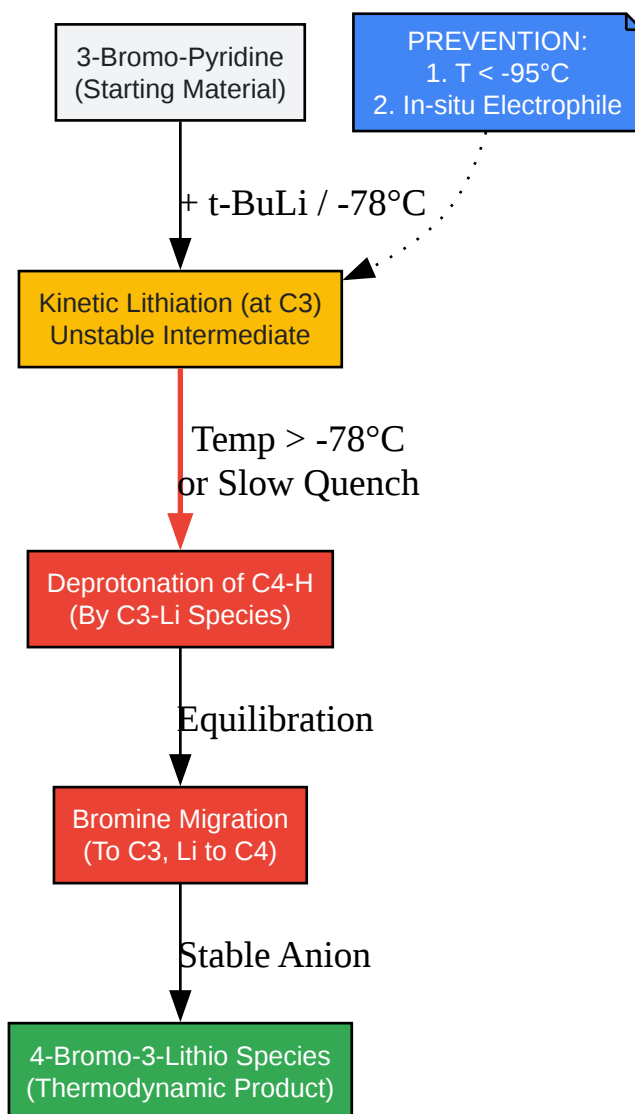 3-Bromo-Pyridine
(Starting Material)
PREVENTION:
1. T < -95°C
2. In-situ Electrophile
+ t-BuLi / -78°C
Kinetic Lithiation (at C3)
Unstable Intermediate
Temp > -78°C
or Slow Quench
Deprotonation of C4-H
(By C3-Li Species)
Equilibration
Bromine Migration
(To C3, Li to C4)
Stable Anion
4-Bromo-3-Lithio Species
(Thermodynamic Product)